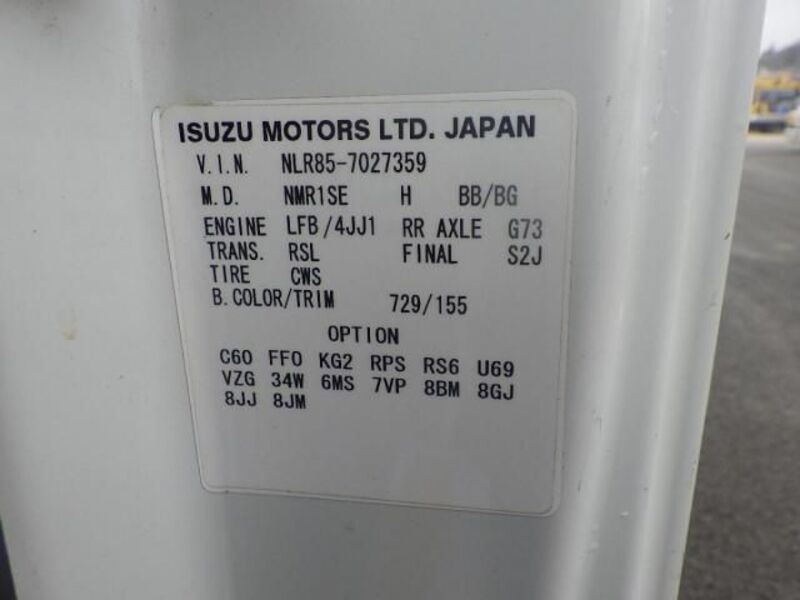 ISUZU MOTORS LTD. JAPAN
V.I.N. NLR85-7027359
M.D. NMR1SE H BB/BG
ENGINE LFB/4JJ1 RR AXLE G73
TRANS. RSL FINAL S2J
TIRE CWS
B.COLOR/TRIM 729/155
OPTION
C60 FF0 KG2 RPS RS6 U69
VZG 34W 6MS 7VP 8BM 8GJ
8JJ 8JM